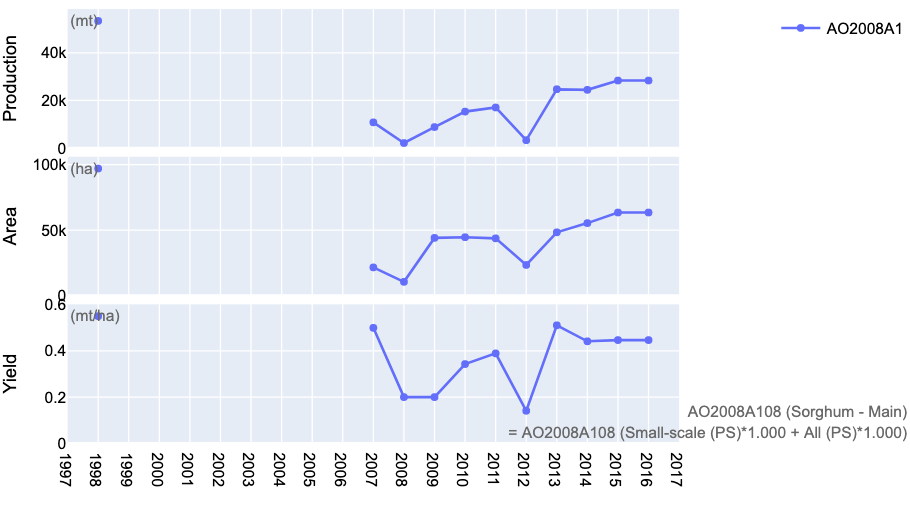 (mt)
AO2008A1
Production
40k
20k
0
(ha)
100k
Area
50k
0
0.6
(mt/ha)
Yield
0.4
0.2
0
AO2008A108 (Sorghum - Main)
= AO2008A108 (Small-scale (PS)*1.000 + All (PS)*1.000)
1997
1998
1999
2000
2001
2002
2003
2004
2005
2006
2007
2008
2009
2010
2011
2012
2013
2014
2015
2016
2017